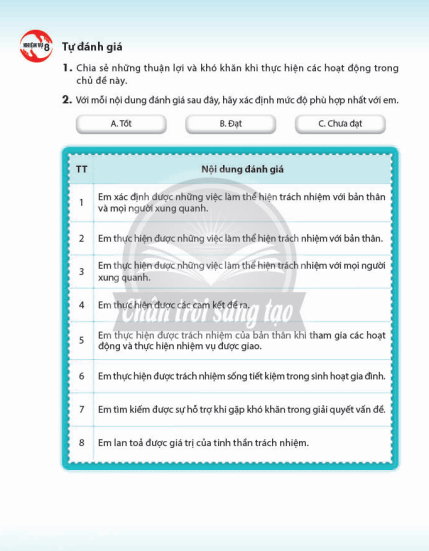 NHIỆM VỤ 8
Tự đánh giá
1. Chia sẻ những thuận lợi và khó khăn khi thực hiện các hoạt động trong
chủ đề này.
2. Với mỗi nội dung đánh giá sau đây, hãy xác định mức độ phù hợp nhất với em.
A. Tốt
B. Đạt
C. Chưa đạt
TT Nội dung đánh giá
1 Em xác định được những việc làm thể hiện trách nhiệm với bản thân
và mọi người xung quanh.
2 Em thực hiện được những việc làm thể hiện trách nhiệm với bản thân.
3 Em thực hiện được những việc làm thể hiện trách nhiệm với mọi người
xung quanh.
4 Em thực hiện được các cam kết đề ra.
Chân trời sáng tạo
5 Em thực hiện được trách nhiệm của bản thân khi tham gia các hoạt
động và thực hiện nhiệm vụ được giao.
6 Em thực hiện được trách nhiệm sống tiết kiệm trong sinh hoạt gia đình.
7 Em tìm kiếm được sự hỗ trợ khi gặp khó khăn trong giải quyết vấn đề.
8 Em lan toả được giá trị của tinh thần trách nhiệm.